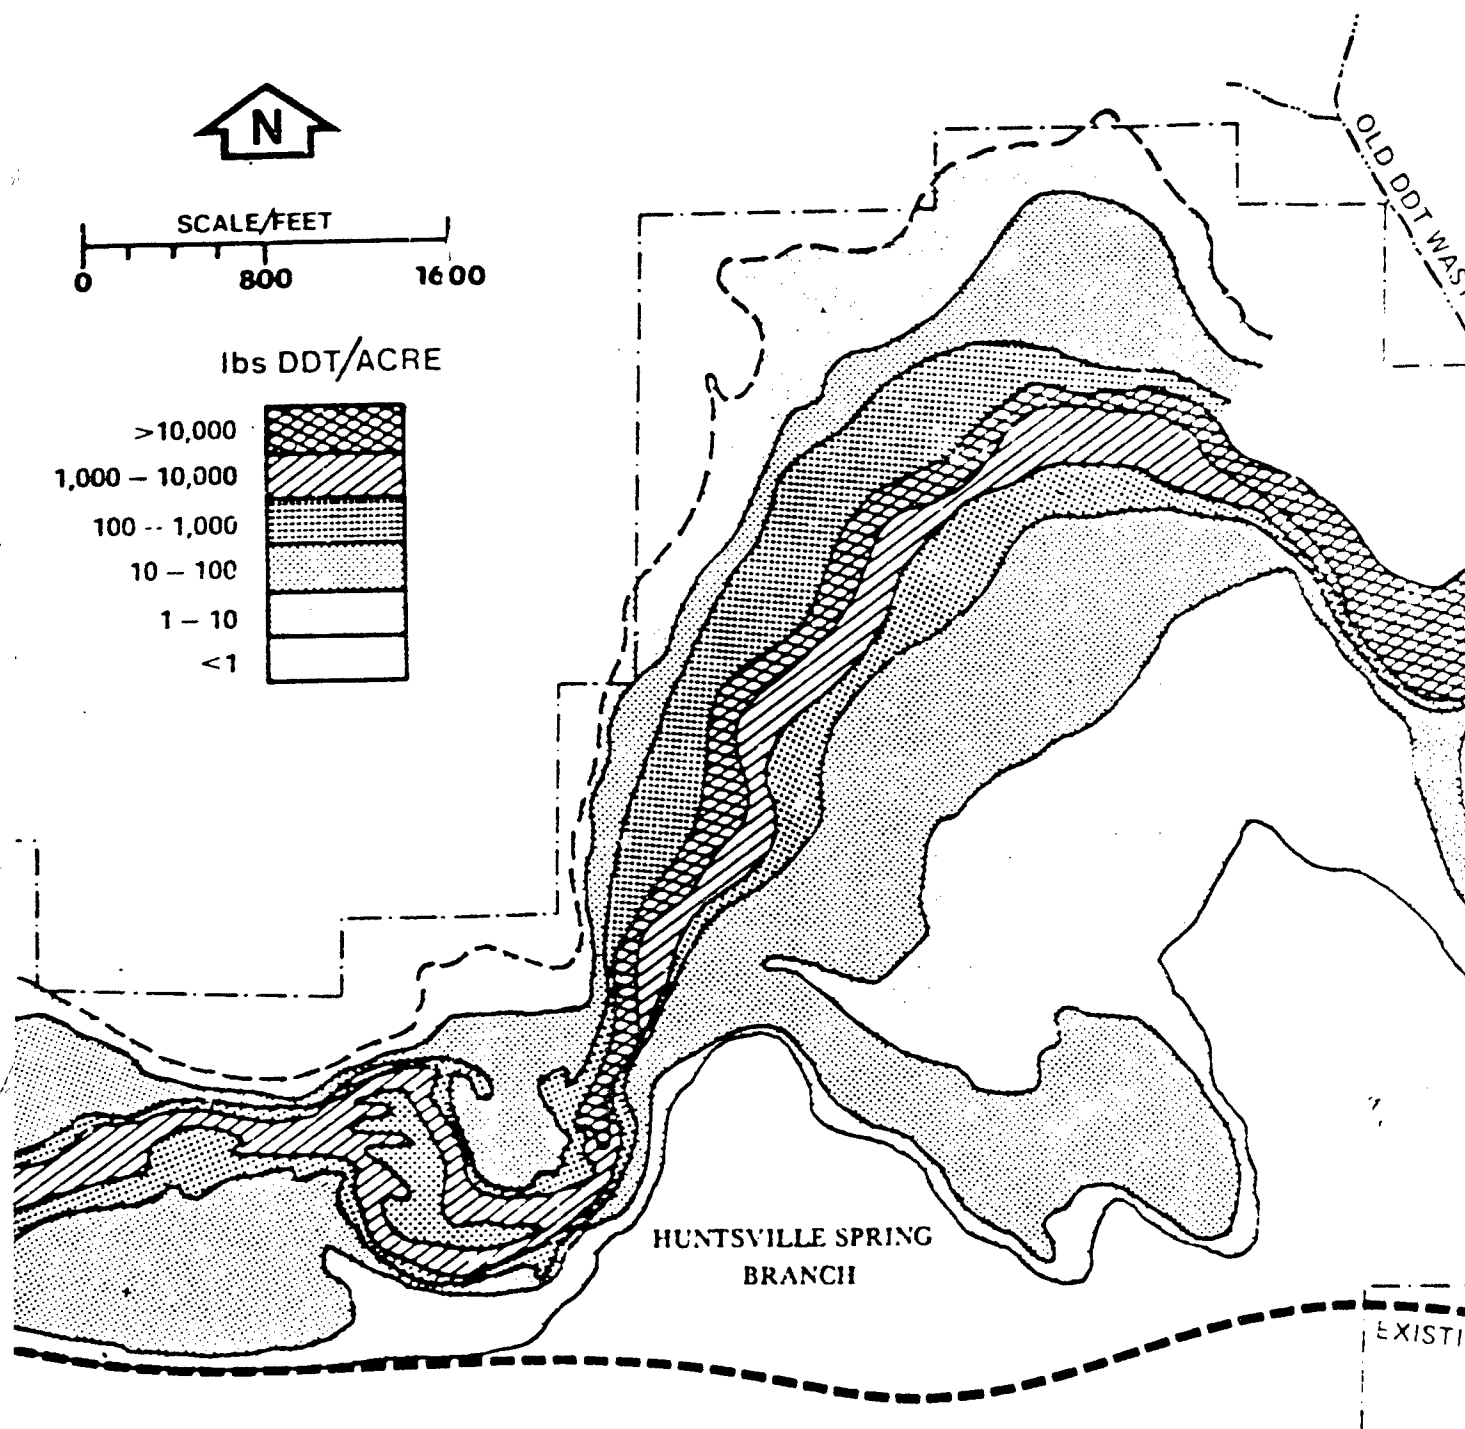 N
SCALE/FEET
0 800 1600
lbs DDT/ACRE
>10,000
1,000 – 10,000
100 -- 1,000
10 – 100
1 – 10
<1
OLD DDT WAST
HUNTSVILLE SPRING
BRANCH
EXISTI